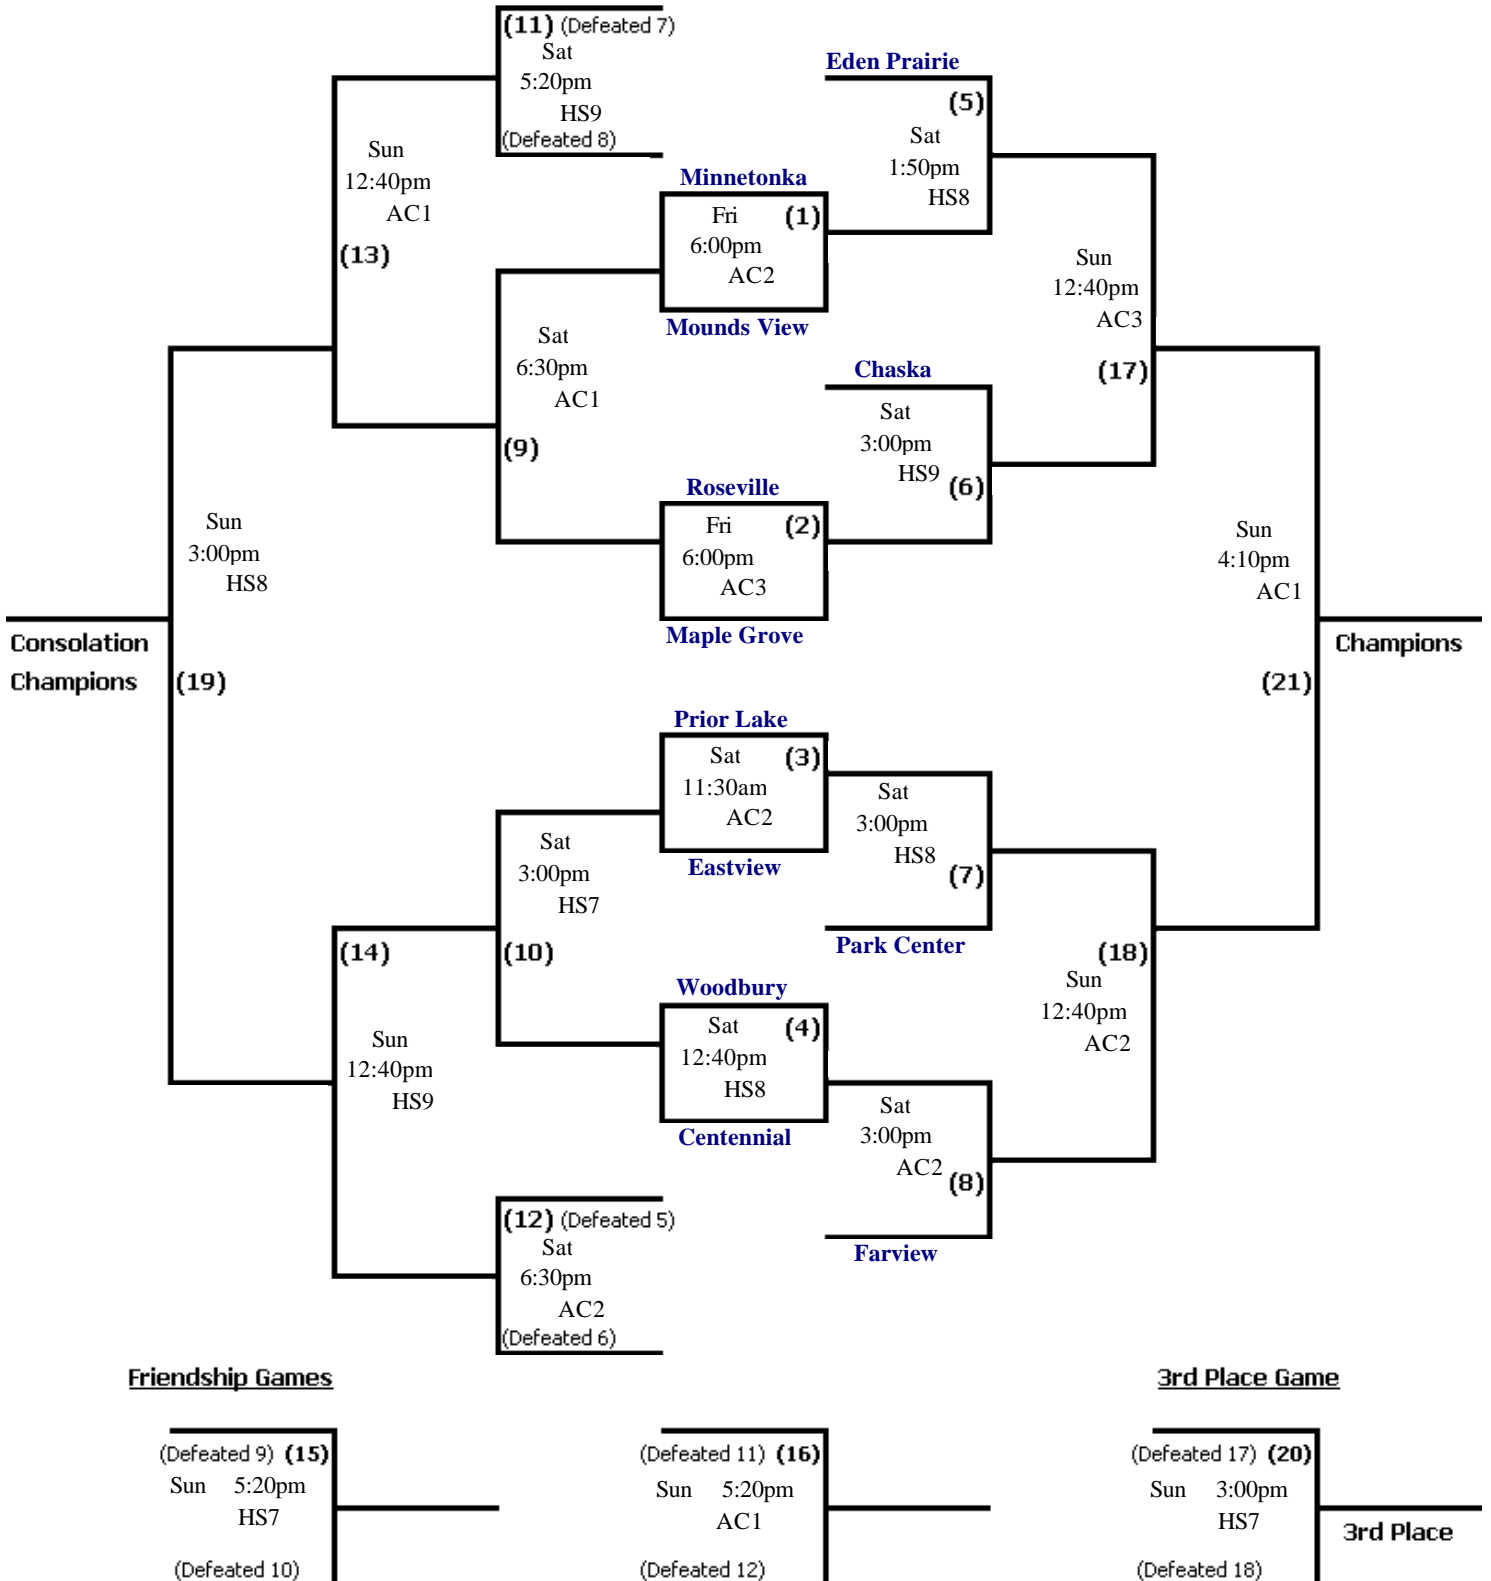 (11) (Defeated 7)
Sat
5:20pm
HS9
(Defeated 8)
Eden Prairie
(5)
Sat
1:50pm
HS8
Sun
12:40pm
AC1
(13)
Minnetonka
Fri (1)
6:00pm
AC2
Mounds View
Sun
12:40pm
AC3
(17)
Sat
6:30pm
AC1
(9)
Chaska
Sat
3:00pm
HS9
(6)
Roseville
Fri (2)
6:00pm
AC3
Maple Grove
Sun
3:00pm
HS8
Consolation
Champions
(19)
Sun
4:10pm
AC1
Champions
(21)
Prior Lake
Sat (3)
11:30am
AC2
Eastview
Sat
3:00pm
HS8
(7)
Park Center
Sat
3:00pm
HS7
(10)
(14)
Sun
12:40pm
HS9
Woodbury
Sat (4)
12:40pm
HS8
Centennial
(18)
Sun
12:40pm
AC2
Sat
3:00pm
AC2
(8)
Farview
(12) (Defeated 5)
Sat
6:30pm
AC2
(Defeated 6)
Friendship Games
3rd Place Game
(Defeated 9) (15)
Sun 5:20pm
HS7
(Defeated 10)
(Defeated 11) (16)
Sun 5:20pm
AC1
(Defeated 12)
(Defeated 17) (20)
Sun 3:00pm
HS7
3rd Place
(Defeated 18)